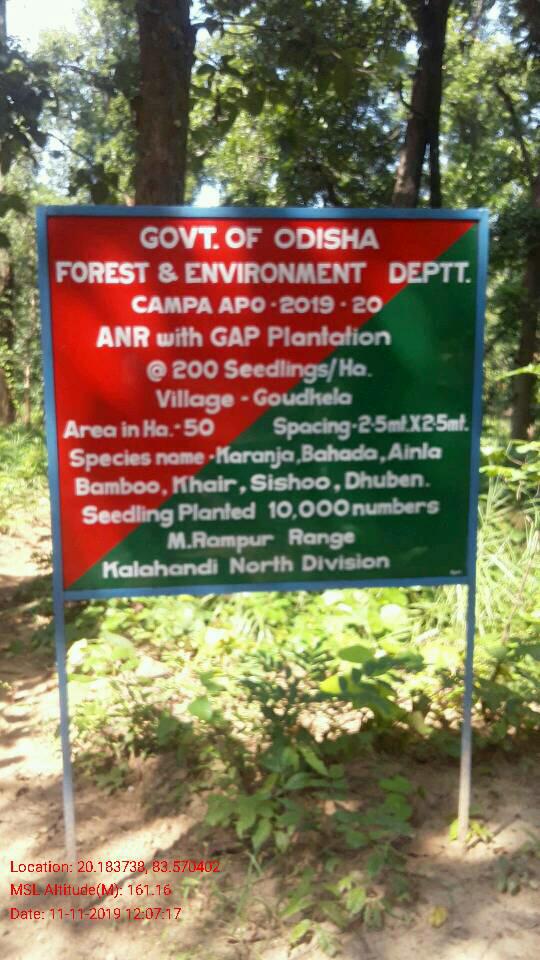 GOVT. OF ODISHA
FOREST & ENVIRONMENT DEPTT.
CAMPA APO - 2019 - 20
ANR with GAP Plantation
@ 200 Seedlings/Ha.
Village - Goudkela
Area in Ha.- 50 Spacing-2.5mt.X2.5mt.
Species name -Karanja,Bahada,Ainla
Bamboo, Khair, Sishoo, Dhuben.
Seedling Planted 10,000 numbers
M.Rampur Range
Kalahandi North Division
Location: 20.183738, 83.570402
MSL Altitude(M): 161.16
Date: 11-11-2019 12:07:17